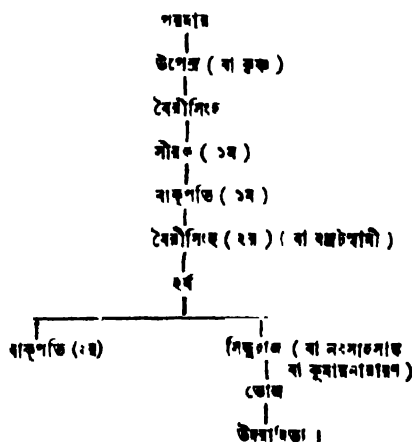 পরমার
উপেন্দ্র ( বা কৃষ্ণ )
বৈরীসিংহ
সীয়ক ( ১ম )
বাক্‌পতি ( ১ম )
বৈরীসিংহ ( ২য় ) ( বা বজ্রটস্বামী )
হর্ষ
বাক্‌পতি (২য়)
সিন্ধুরাজ ( বা নবসাহসাঙ্ক
বা কুমারনারায়ণ )
ভোজ
উদয়াদিত্য ।